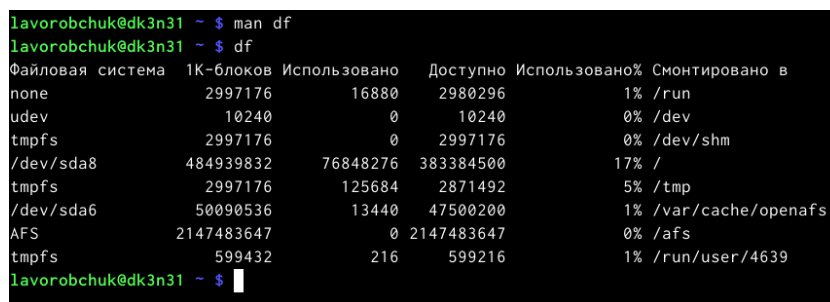 lavorobchuk@dk3n31 ~ $ man df
lavorobchuk@dk3n31 ~ $ df
Файловая система 1K-блоков Использовано Доступно Использовано% Смонтировано в
none 2997176 16880 2980296 1% /run
udev 10240 0 10240 0% /dev
tmpfs 2997176 0 2997176 0% /dev/shm
/dev/sda8 484939832 76848276 383384500 17% /
tmpfs 2997176 125684 2871492 5% /tmp
/dev/sda6 50090536 13440 47500200 1% /var/cache/openafs
AFS 2147483647 0 2147483647 0% /afs
tmpfs 599432 216 599216 1% /run/user/4639
lavorobchuk@dk3n31 ~ $